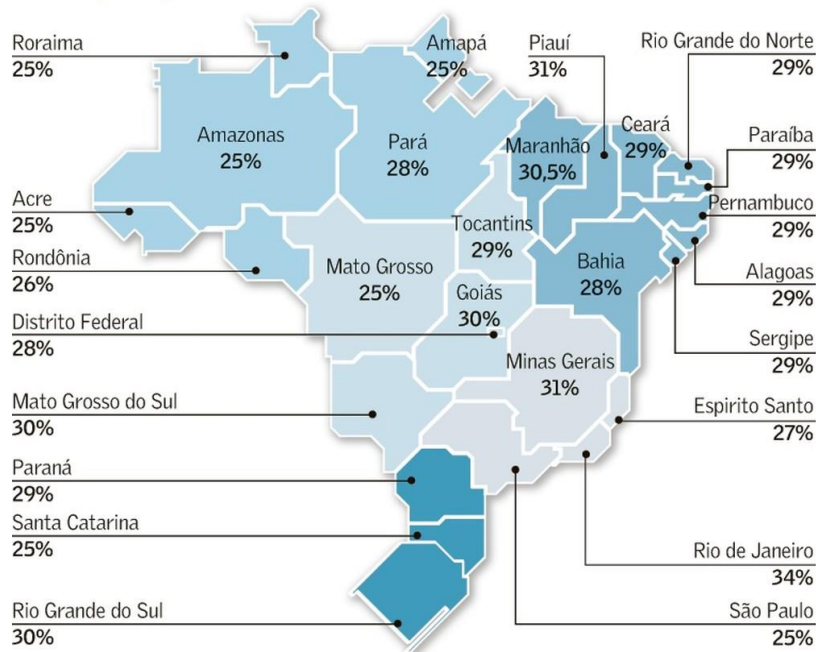 Roraima
25%
Amapá
25%
Piauí
31%
Rio Grande do Norte
29%
Amazonas
25%
Pará
28%
Maranhão
30,5%
Ceará
29%
Paraíba
29%
Acre
25%
Tocantins
29%
Pernambuco
29%
Rondônia
26%
Mato Grosso
25%
Goiás
30%
Bahia
28%
Alagoas
29%
Distrito Federal
28%
Minas Gerais
31%
Sergipe
29%
Mato Grosso do Sul
30%
Espirito Santo
27%
Paraná
29%
Santa Catarina
25%
Rio de Janeiro
34%
Rio Grande do Sul
30%
São Paulo
25%